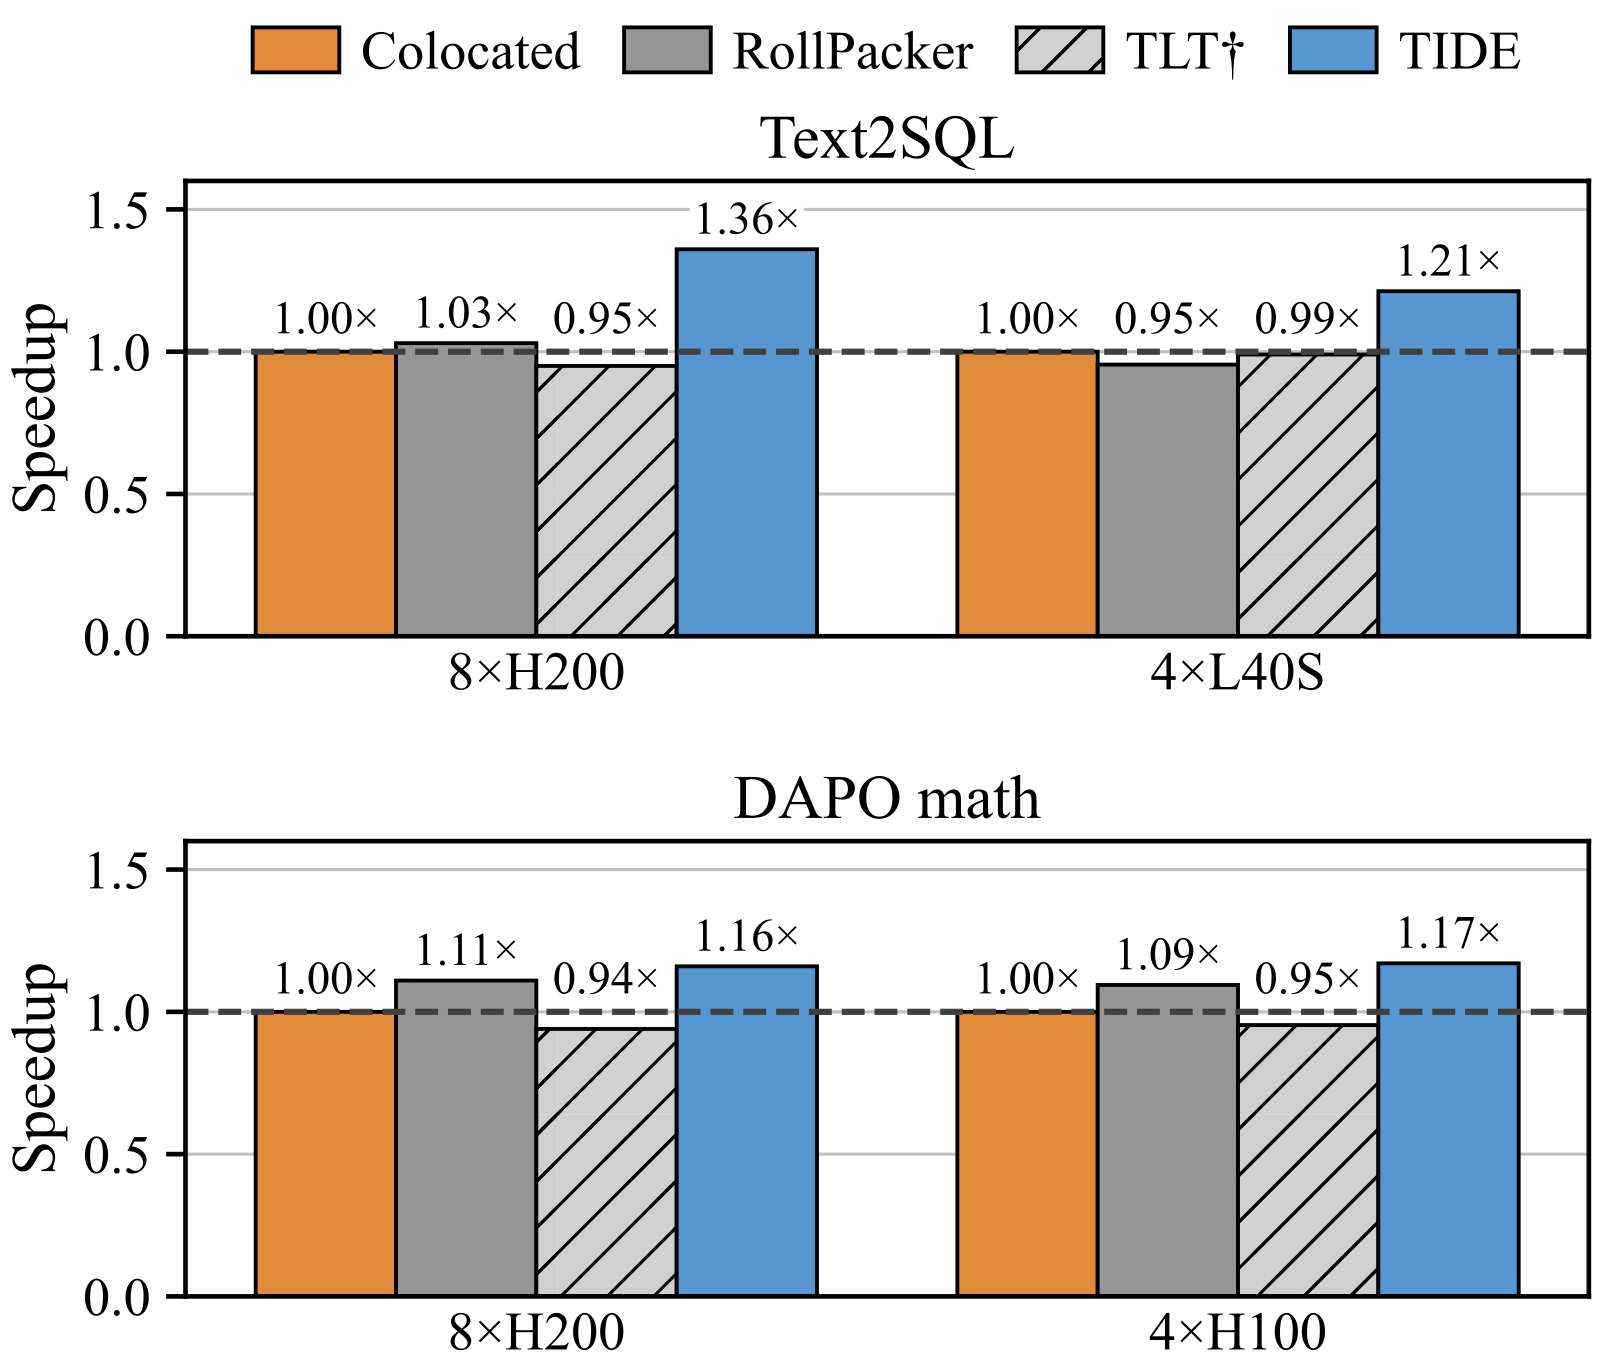 Colocated RollPacker TLT† TIDE
Text2SQL
Speedup
1.5
1.0
0.5
0.0
1.00× 1.03× 0.95× 1.36× 1.00× 0.95× 0.99× 1.21×
8×H200 4×L40S
DAPO math
Speedup
1.5
1.0
0.5
0.0
1.00× 1.11× 0.94× 1.16× 1.00× 1.09× 0.95× 1.17×
8×H200 4×H100